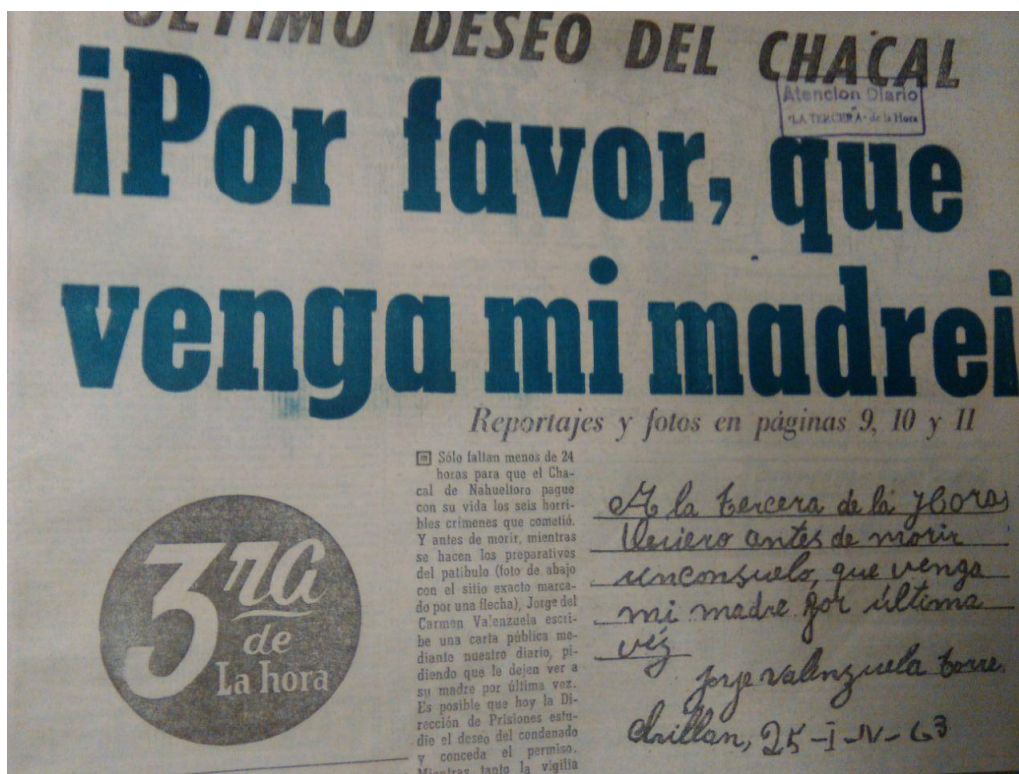 ULTIMO DESEO DEL CHACAL
Atencion Diario
"LA TERCERA" de la Hora
¡Por favor, que
venga mi madre¡
Reportajes y fotos en páginas 9, 10 y 11
3ra
de
La hora
Sólo faltan menos de 24
horas para que el Cha-
cal de Nahueltoro pague
con su vida los seis horri-
bles crímenes que cometió.
Y antes de morir, mientras
se hacen los preparativos
del patíbulo (foto de abajo
con el sitio exacto marca-
do por una flecha), Jorge del
Carmen Valenzuela escri-
be una carta pública me-
diante nuestro diario, pi-
diendo que le dejen ver a
su madre por última vez.
Es posible que hoy la Di-
rección de Prisiones estu-
die el deseo del condenado
y conceda el permiso.
Mientras tanto la vigilia
A la tercera de la Hora
antes de morir
unconsuelo, que venga
mi madre por última
véz
Jorje valenzuela torre.
chillan, 25-I-V-63